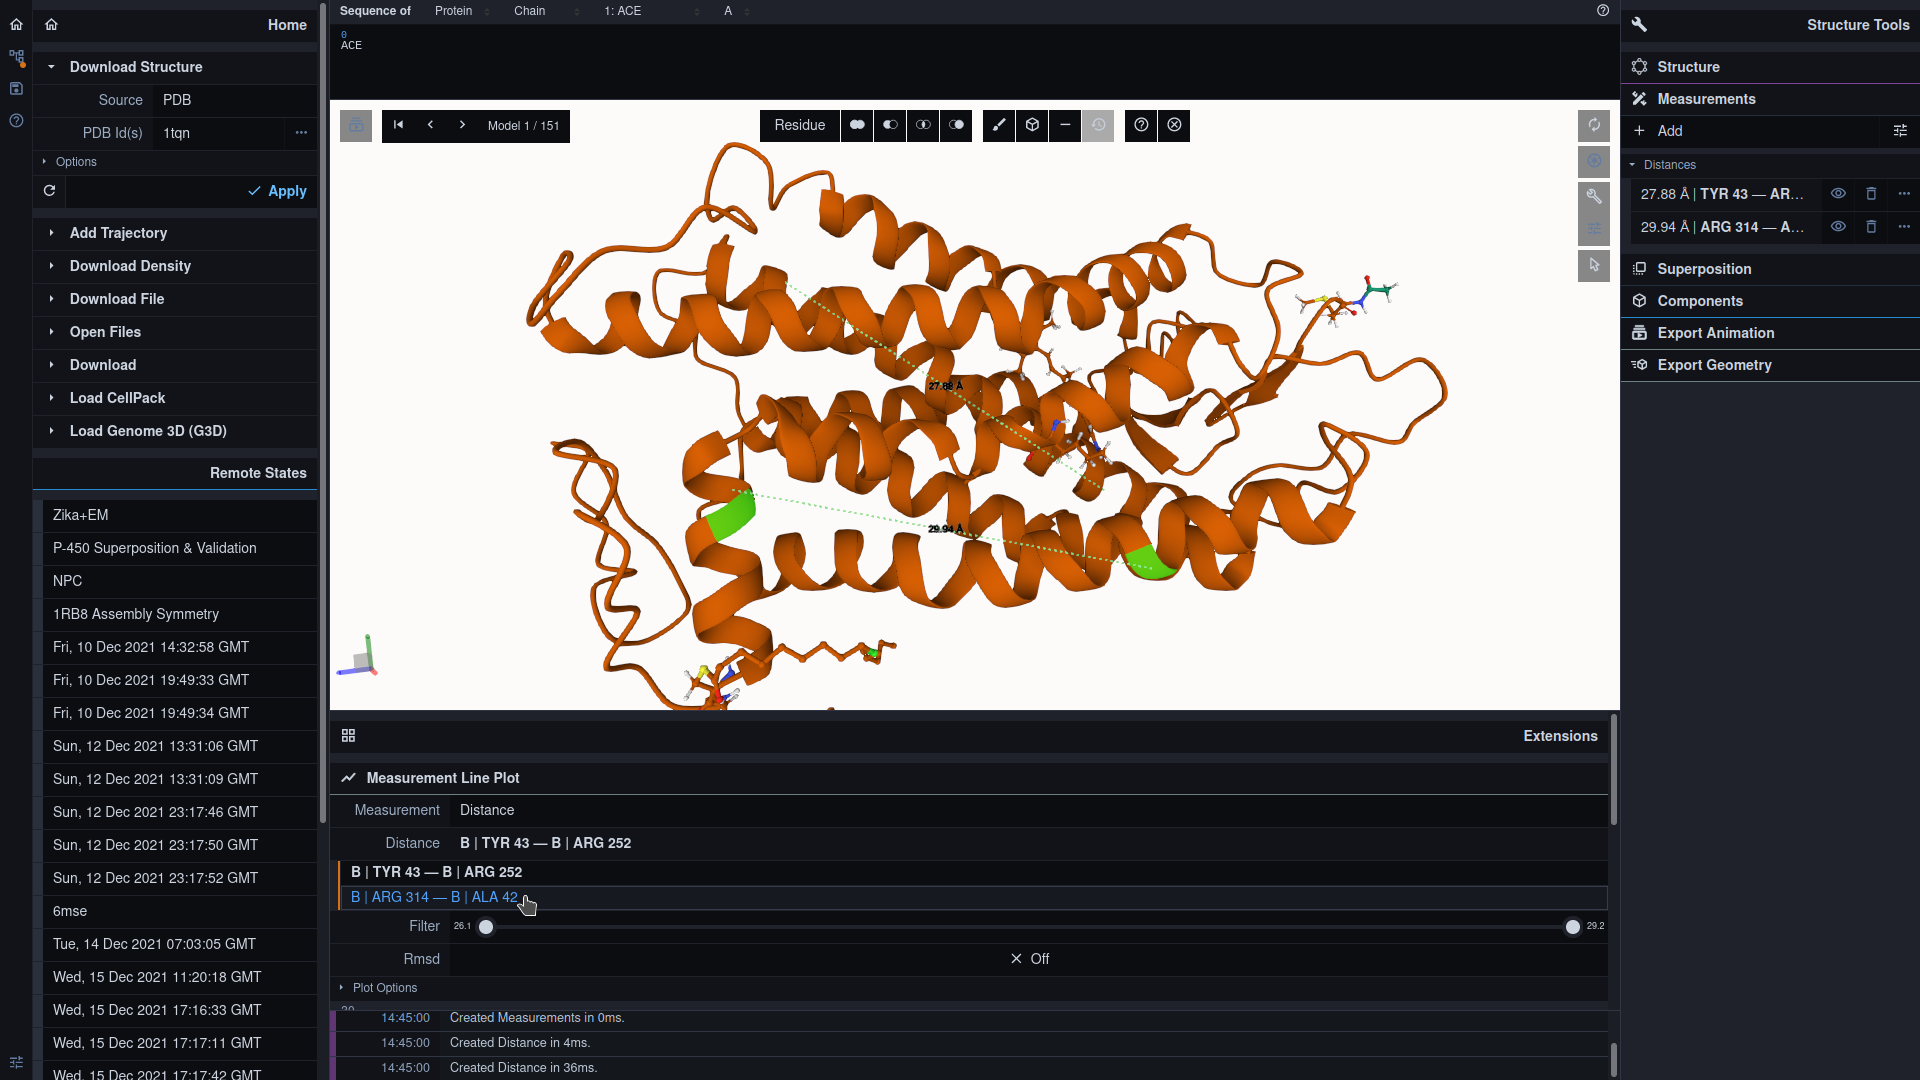 Home
Download Structure
Source PDB
PDB Id(s) 1tqn
Options
Apply
Add Trajectory
Download Density
Download File
Open Files
Download
Load CellPack
Load Genome 3D (G3D)
Remote States
Zika+EM
P-450 Superposition & Validation
NPC
1RB8 Assembly Symmetry
Fri, 10 Dec 2021 14:32:58 GMT
Fri, 10 Dec 2021 19:49:33 GMT
Fri, 10 Dec 2021 19:49:34 GMT
Sun, 12 Dec 2021 13:31:06 GMT
Sun, 12 Dec 2021 13:31:09 GMT
Sun, 12 Dec 2021 23:17:46 GMT
Sun, 12 Dec 2021 23:17:50 GMT
Sun, 12 Dec 2021 23:17:52 GMT
6mse
Tue, 14 Dec 2021 07:03:05 GMT
Wed, 15 Dec 2021 11:20:18 GMT
Wed, 15 Dec 2021 17:16:33 GMT
Wed, 15 Dec 2021 17:17:11 GMT
Wed, 15 Dec 2021 17:17:42 GMT
Sequence of Protein Chain 1: ACE A
0
ACE
Model 1 / 151
Residue
27.88 Å
29.94 Å
Extensions
Measurement Line Plot
Measurement Distance
Distance B | TYR 43 — B | ARG 252
B | TYR 43 — B | ARG 252
B | ARG 314 — B | ALA 42
Filter 26.1 29.2
Rmsd Off
Plot Options
14:45:00 Created Measurements in 0ms.
14:45:00 Created Distance in 4ms.
14:45:00 Created Distance in 36ms.
Structure Tools
Structure
Measurements
Add
Distances
27.88 Å | TYR 43 — AR...
29.94 Å | ARG 314 — A...
Superposition
Components
Export Animation
Export Geometry